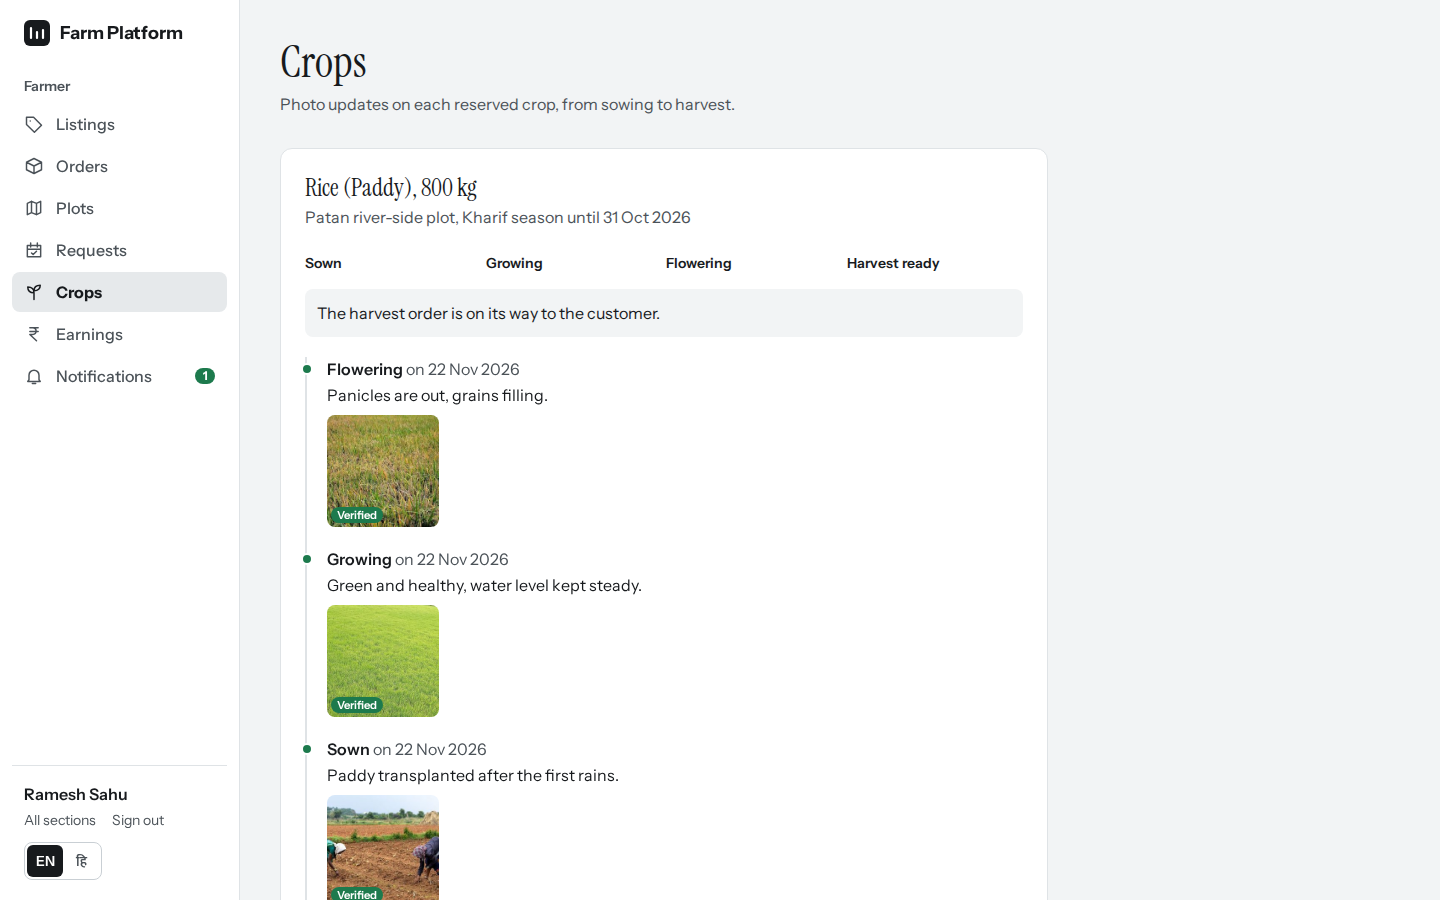 Farm Platform
Farmer
Listings
Orders
Plots
Requests
Crops
Earnings
Notifications 1
Ramesh Sahu
All sections Sign out
EN हि
Crops
Photo updates on each reserved crop, from sowing to harvest.
Rice (Paddy), 800 kg
Patan river-side plot, Kharif season until 31 Oct 2026
Sown Growing Flowering Harvest ready
The harvest order is on its way to the customer.
Flowering on 22 Nov 2026
Panicles are out, grains filling.
Verified
Growing on 22 Nov 2026
Green and healthy, water level kept steady.
Verified
Sown on 22 Nov 2026
Paddy transplanted after the first rains.
Verified